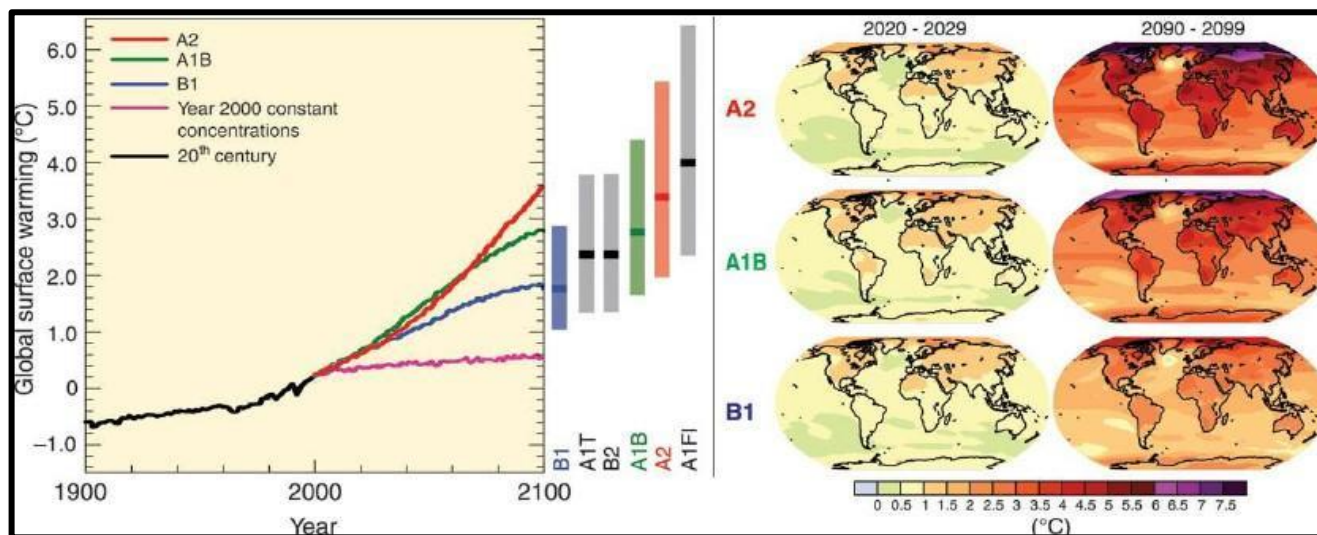 Global surface warming (°C)
6.0
5.0
4.0
3.0
2.0
1.0
0
–1.0
A2
A1B
B1
Year 2000 constant
concentrations
20th century
1900
2000
2100
Year
B1
A1T
B2
A1B
A2
A1FI
2020 - 2029
2090 - 2099
A2
A1B
B1
0 0.5 1 1.5 2 2.5 3 3.5 4 4.5 5 5.5 6 6.5 7 7.5
(°C)